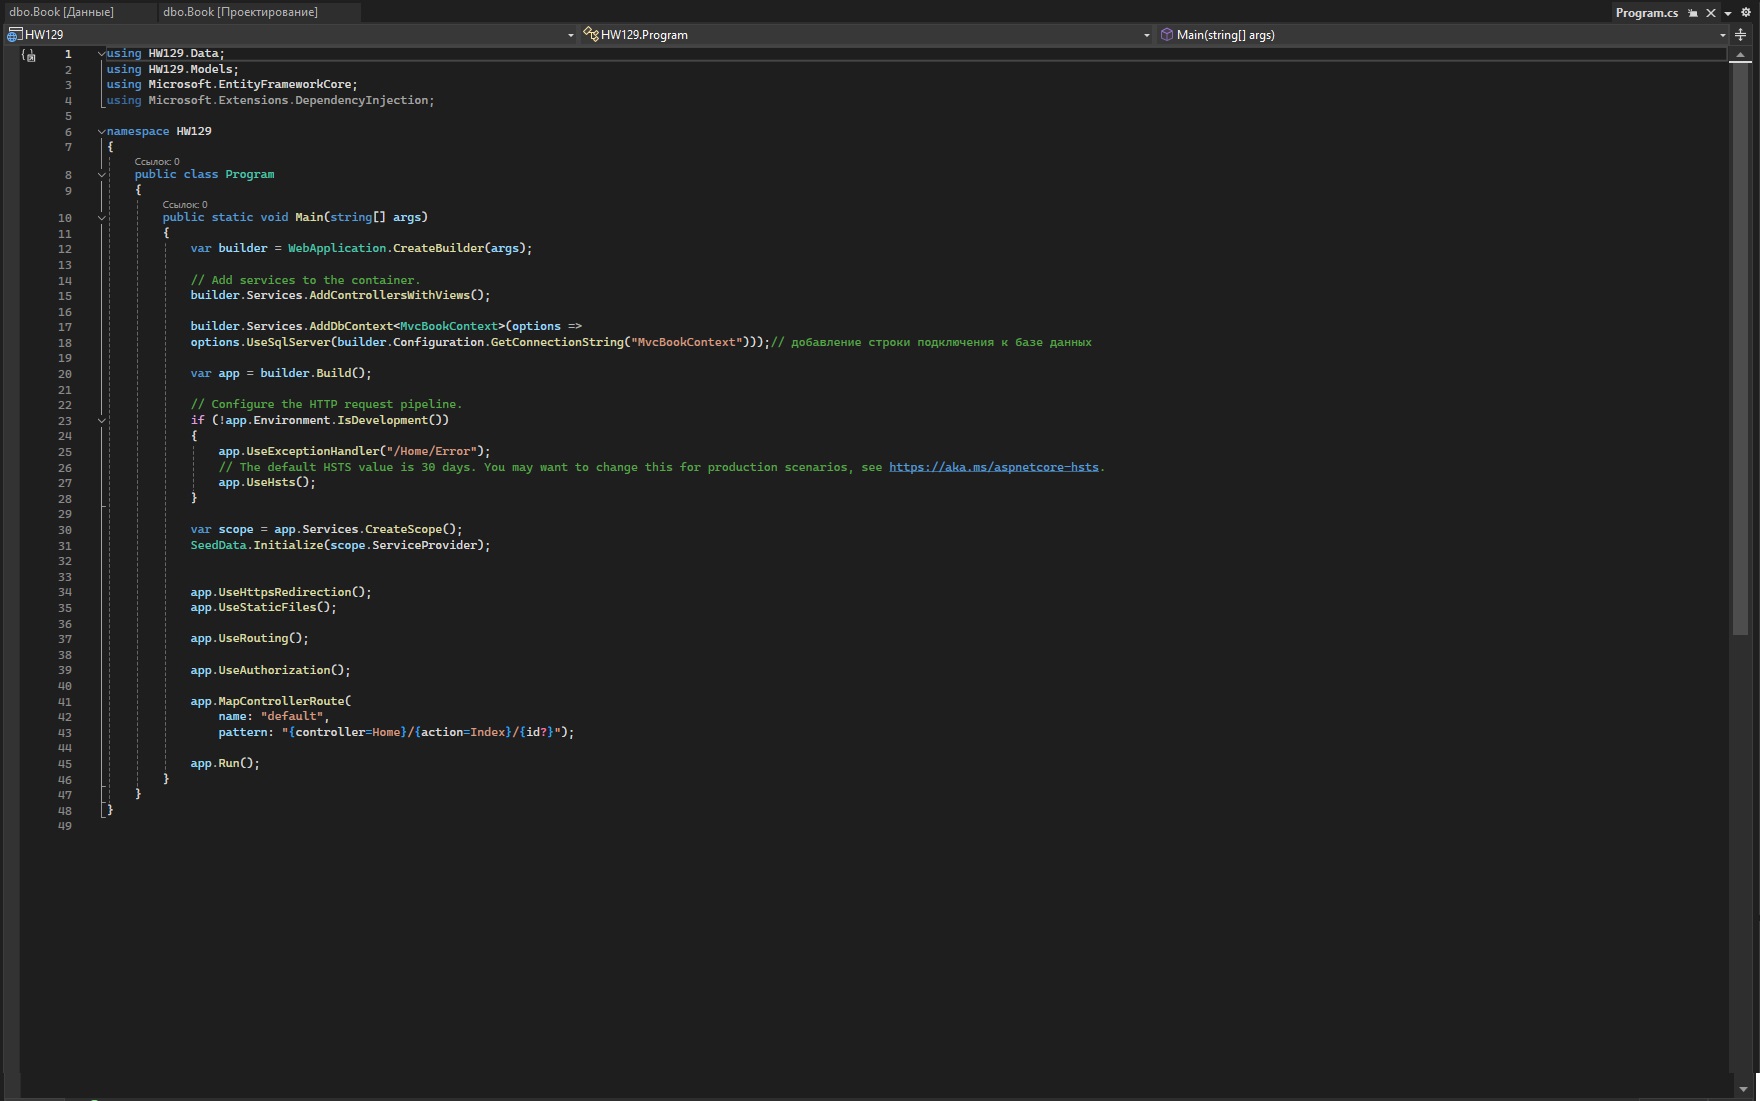 dbo.Book [Данные] dbo.Book [Проектирование] Program.cs
HW129 HW129.Program Main(string[] args)
1 using HW129.Data;
2 using HW129.Models;
3 using Microsoft.EntityFrameworkCore;
4 using Microsoft.Extensions.DependencyInjection;
5
6 namespace HW129
7 {
Ссылок: 0
8 public class Program
9 {
Ссылок: 0
10 public static void Main(string[] args)
11 {
12 var builder = WebApplication.CreateBuilder(args);
13
14 // Add services to the container.
15 builder.Services.AddControllersWithViews();
16
17 builder.Services.AddDbContext<MvcBookContext>(options =>
18 options.UseSqlServer(builder.Configuration.GetConnectionString("MvcBookContext")));// добавление строки подключения к базе данных
19
20 var app = builder.Build();
21
22 // Configure the HTTP request pipeline.
23 if (!app.Environment.IsDevelopment())
24 {
25 app.UseExceptionHandler("/Home/Error");
26 // The default HSTS value is 30 days. You may want to change this for production scenarios, see https://aka.ms/aspnetcore-hsts.
27 app.UseHsts();
28 }
29
30 var scope = app.Services.CreateScope();
31 SeedData.Initialize(scope.ServiceProvider);
32
33
34 app.UseHttpsRedirection();
35 app.UseStaticFiles();
36
37 app.UseRouting();
38
39 app.UseAuthorization();
40
41 app.MapControllerRoute(
42 name: "default",
43 pattern: "{controller=Home}/{action=Index}/{id?}");
44
45 app.Run();
46 }
47 }
48 }
49